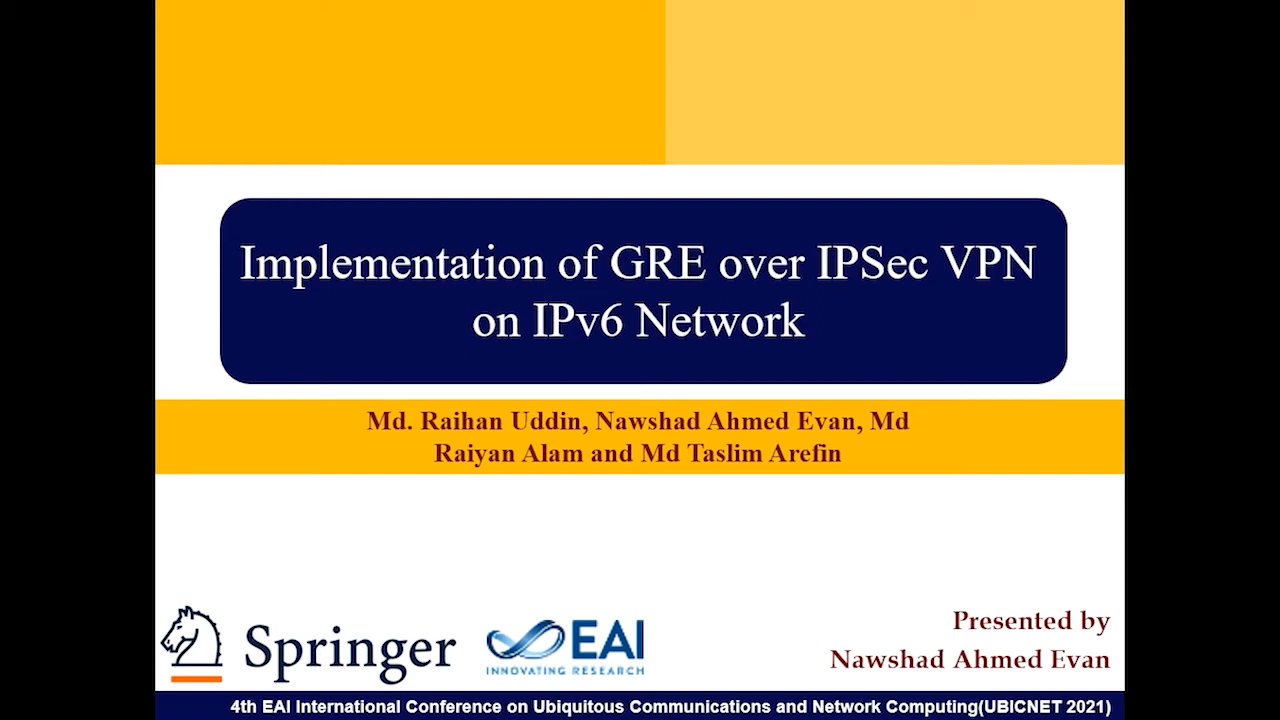 Implementation of GRE over IPSec VPN
on IPv6 Network
Md. Raihan Uddin, Nawshad Ahmed Evan, Md
Raiyan Alam and Md Taslim Arefin
Springer
EAI
INNOVATING RESEARCH
Presented by
Nawshad Ahmed Evan
4th EAI International Conference on Ubiquitous Communications and Network Computing(UBICNET 2021)